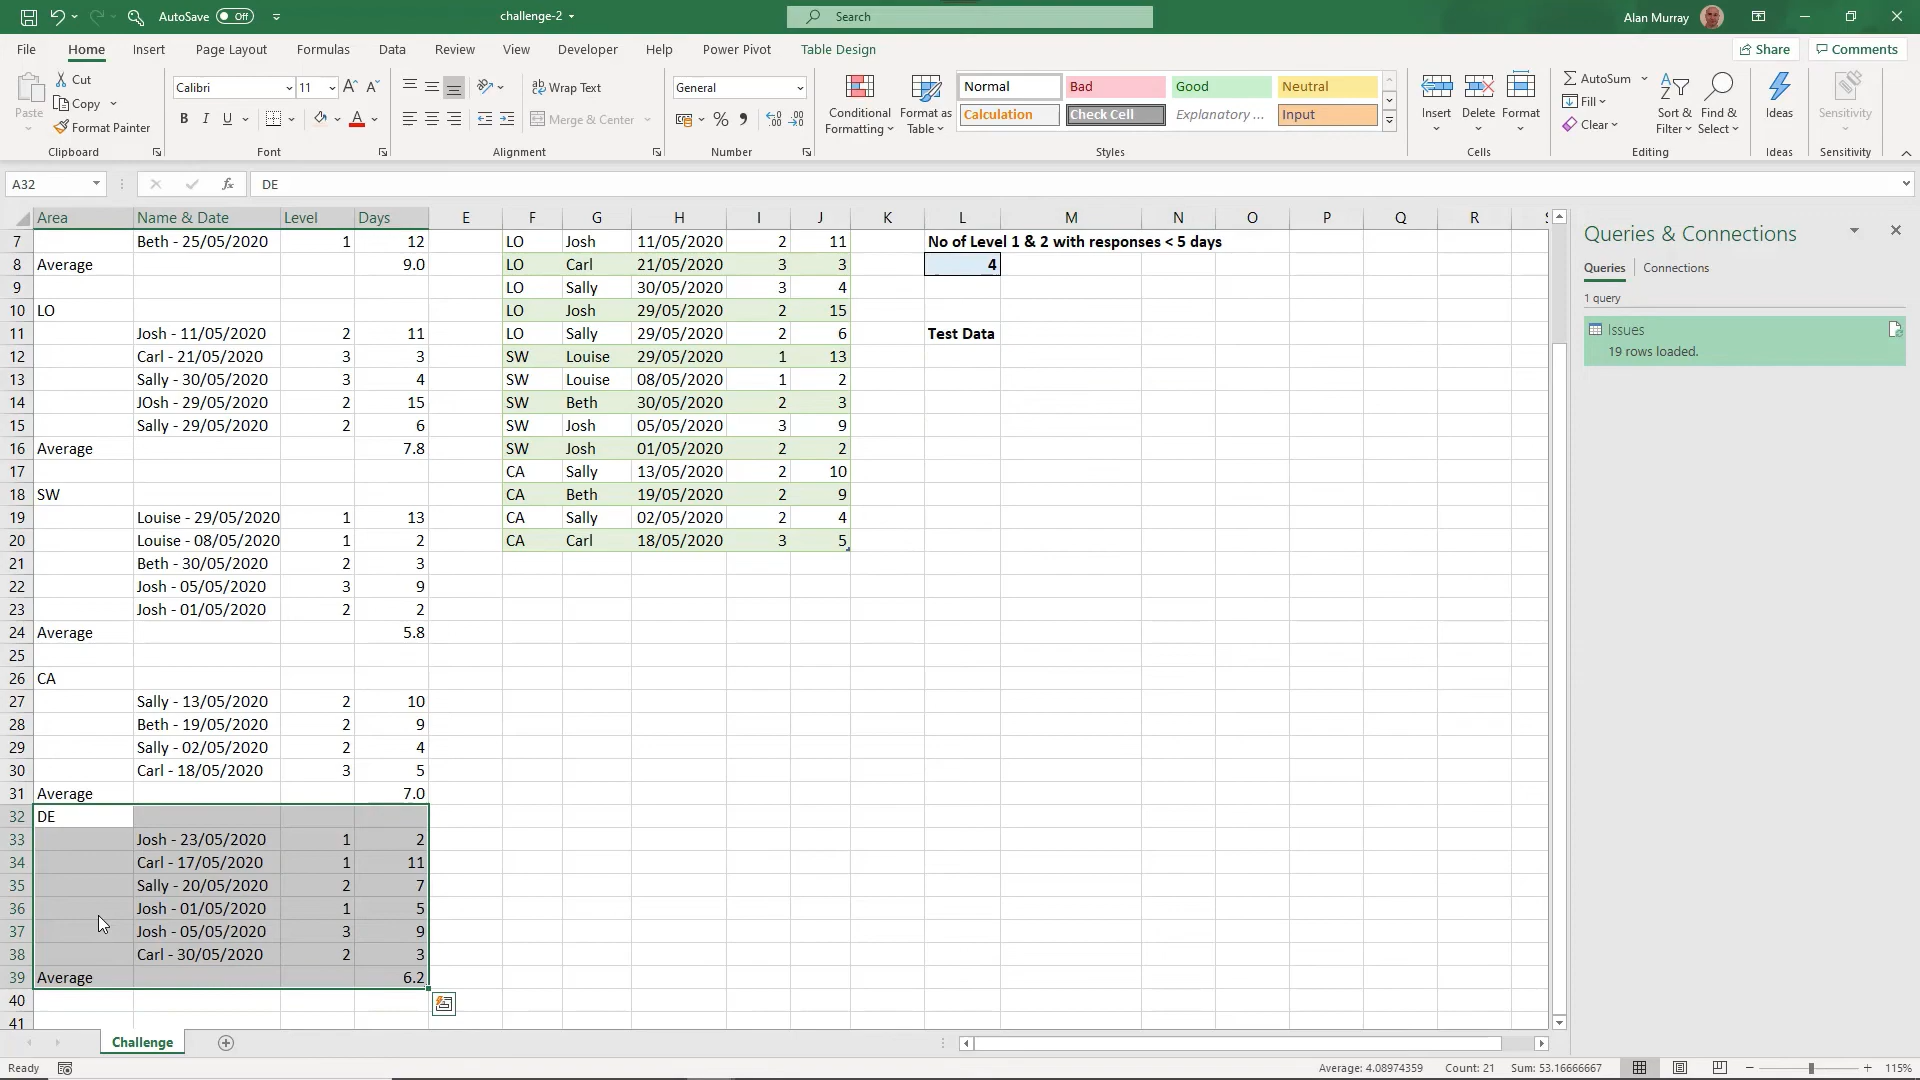 AutoSave Off challenge-2 Search Alan Murray
File Home Insert Page Layout Formulas Data Review View Developer Help Power Pivot Table Design Share Comments
Paste Cut Copy Format Painter Clipboard
Calibri 11 B I U A Font
Wrap Text Merge & Center Alignment
General % Number
Conditional Formatting Format as Table Normal Bad Good Neutral Calculation Check Cell Explanatory ... Input Styles
Insert Delete Format Cells
AutoSum Fill Clear Sort & Filter Find & Select Editing
Ideas Ideas
Sensitivity Sensitivity
A32 fx DE
Area Name & Date Level Days E F G H I J K L M N O P Q R
7 Beth - 25/05/2020 1 12 LO Josh 11/05/2020 2 11 No of Level 1 & 2 with responses < 5 days
8 Average 9.0 LO Carl 21/05/2020 3 3 4
9 LO Sally 30/05/2020 3 4
10 LO LO Josh 29/05/2020 2 15
11 Josh - 11/05/2020 2 11 LO Sally 29/05/2020 2 6 Test Data
12 Carl - 21/05/2020 3 3 SW Louise 29/05/2020 1 13
13 Sally - 30/05/2020 3 4 SW Louise 08/05/2020 1 2
14 JOsh - 29/05/2020 2 15 SW Beth 30/05/2020 2 3
15 Sally - 29/05/2020 2 6 SW Josh 05/05/2020 3 9
16 Average 7.8 SW Josh 01/05/2020 2 2
17 CA Sally 13/05/2020 2 10
18 SW CA Beth 19/05/2020 2 9
19 Louise - 29/05/2020 1 13 CA Sally 02/05/2020 2 4
20 Louise - 08/05/2020 1 2 CA Carl 18/05/2020 3 5
21 Beth - 30/05/2020 2 3
22 Josh - 05/05/2020 3 9
23 Josh - 01/05/2020 2 2
24 Average 5.8
25
26 CA
27 Sally - 13/05/2020 2 10
28 Beth - 19/05/2020 2 9
29 Sally - 02/05/2020 2 4
30 Carl - 18/05/2020 3 5
31 Average 7.0
32 DE
33 Josh - 23/05/2020 1 2
34 Carl - 17/05/2020 1 11
35 Sally - 20/05/2020 2 7
36 Josh - 01/05/2020 1 5
37 Josh - 05/05/2020 3 9
38 Carl - 30/05/2020 2 3
39 Average 6.2
40
41
Queries & Connections
Queries Connections
1 query
Issues
19 rows loaded.
Challenge
Ready Average: 4.08974359 Count: 21 Sum: 53.16666667 115%